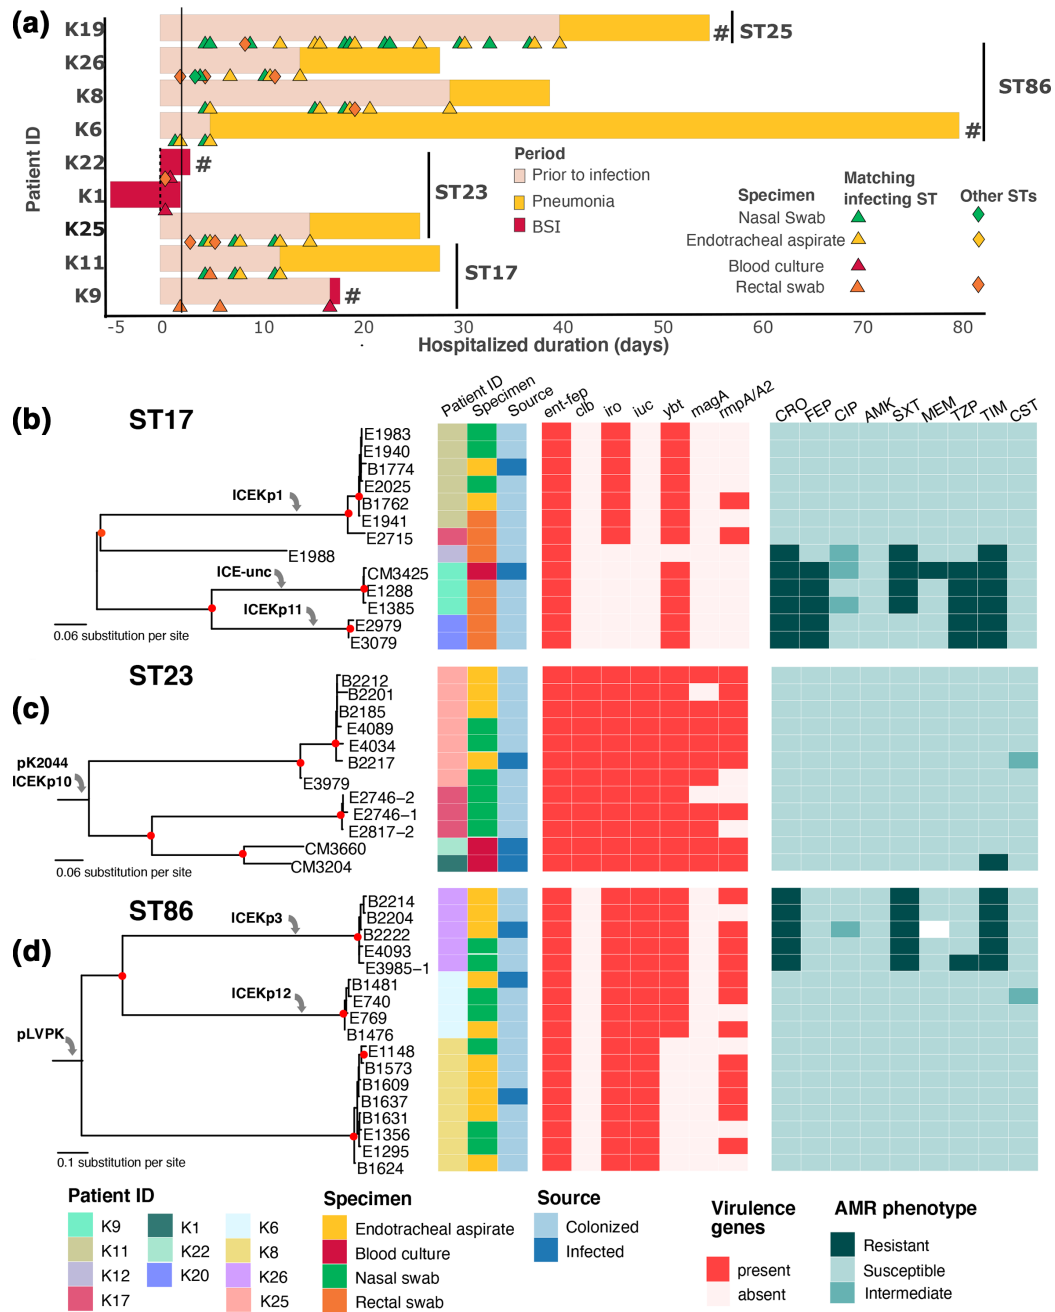 (a)
K19
K26
K8
K6
K22
K1
K25
K11
K9
Patient ID
#
ST25
ST86
#
#
ST23
ST17
#
Period
Prior to infection
Pneumonia
BSI
Specimen
Matching
infecting ST
Other STs
Nasal Swab
Endotracheal aspirate
Blood culture
Rectal swab
-5 0 10 20 30 40 50 60 70 80
Hospitalized duration (days)
Patient ID Specimen Source ent-fep clb iro iuc ybt magA rmpA/A2 CRO FEP CIP AMK SXT MEM TZP TIM CST
(b) ST17
E1983
E1940
B1774
E2025
B1762
E1941
E2715
E1988
CM3425
E1288
E1385
E2979
E3079
ICEKp1
ICE-unc
ICEKp11
0.06 substitution per site
(c) ST23
B2212
B2201
B2185
E4089
E4034
B2217
E3979
E2746-2
E2746-1
E2817-2
CM3660
CM3204
pK2044
ICEKp10
0.06 substitution per site
(d) ST86
B2214
B2204
B2222
E4093
E3985-1
B1481
E740
E769
B1476
E1148
B1573
B1609
B1637
B1631
E1356
E1295
B1624
ICEKp3
ICEKp12
pLVPK
0.1 substitution per site
Patient ID
K9
K11
K12
K17
K1
K22
K20
K6
K8
K26
K25
Specimen
Endotracheal aspirate
Blood culture
Nasal swab
Rectal swab
Source
Colonized
Infected
Virulence
genes
present
absent
AMR phenotype
Resistant
Susceptible
Intermediate